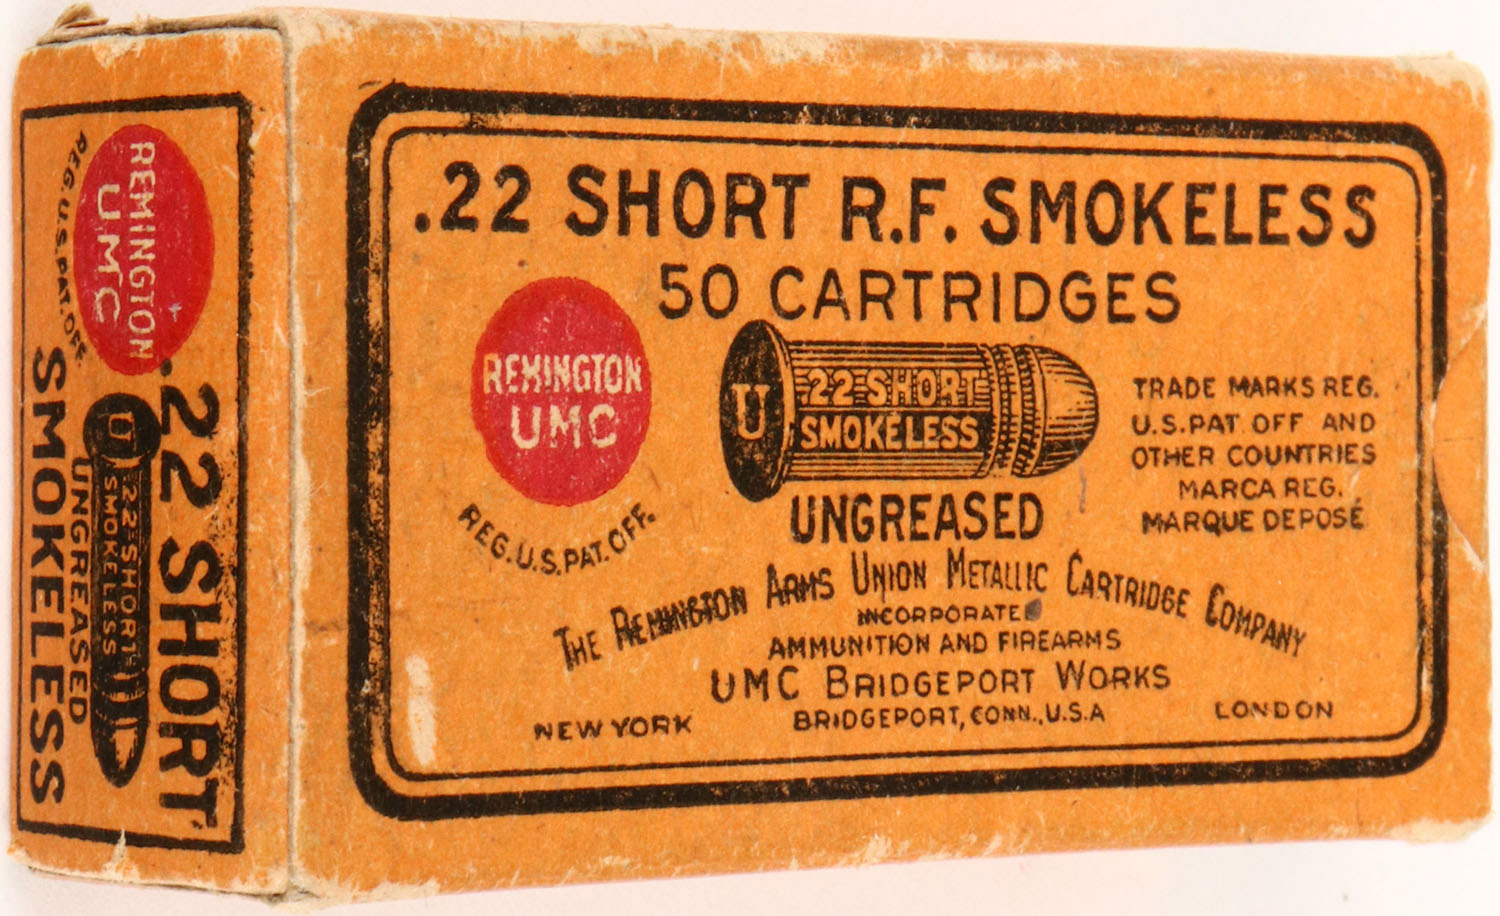 .22 SHORT R.F. SMOKELESS
50 CARTRIDGES
REMINGTON
UMC
REG. U.S. PAT. OFF.
U
.22 SHORT
SMOKELESS
UNGREASED
TRADE MARKS REG.
U.S. PAT. OFF AND
OTHER COUNTRIES
MARCA REG.
MARQUE DEPOSÉ
THE REMINGTON ARMS UNION METALLIC CARTRIDGE COMPANY
INCORPORATED
AMMUNITION AND FIREARMS
UMC BRIDGEPORT WORKS
NEW YORK
BRIDGEPORT, CONN., U.S.A
LONDON
REMINGTON
UMC
REG. U.S. PAT. OFF.
.22 SHORT
U
22 SHORT
SMOKELESS
UNGREASED
SMOKELESS